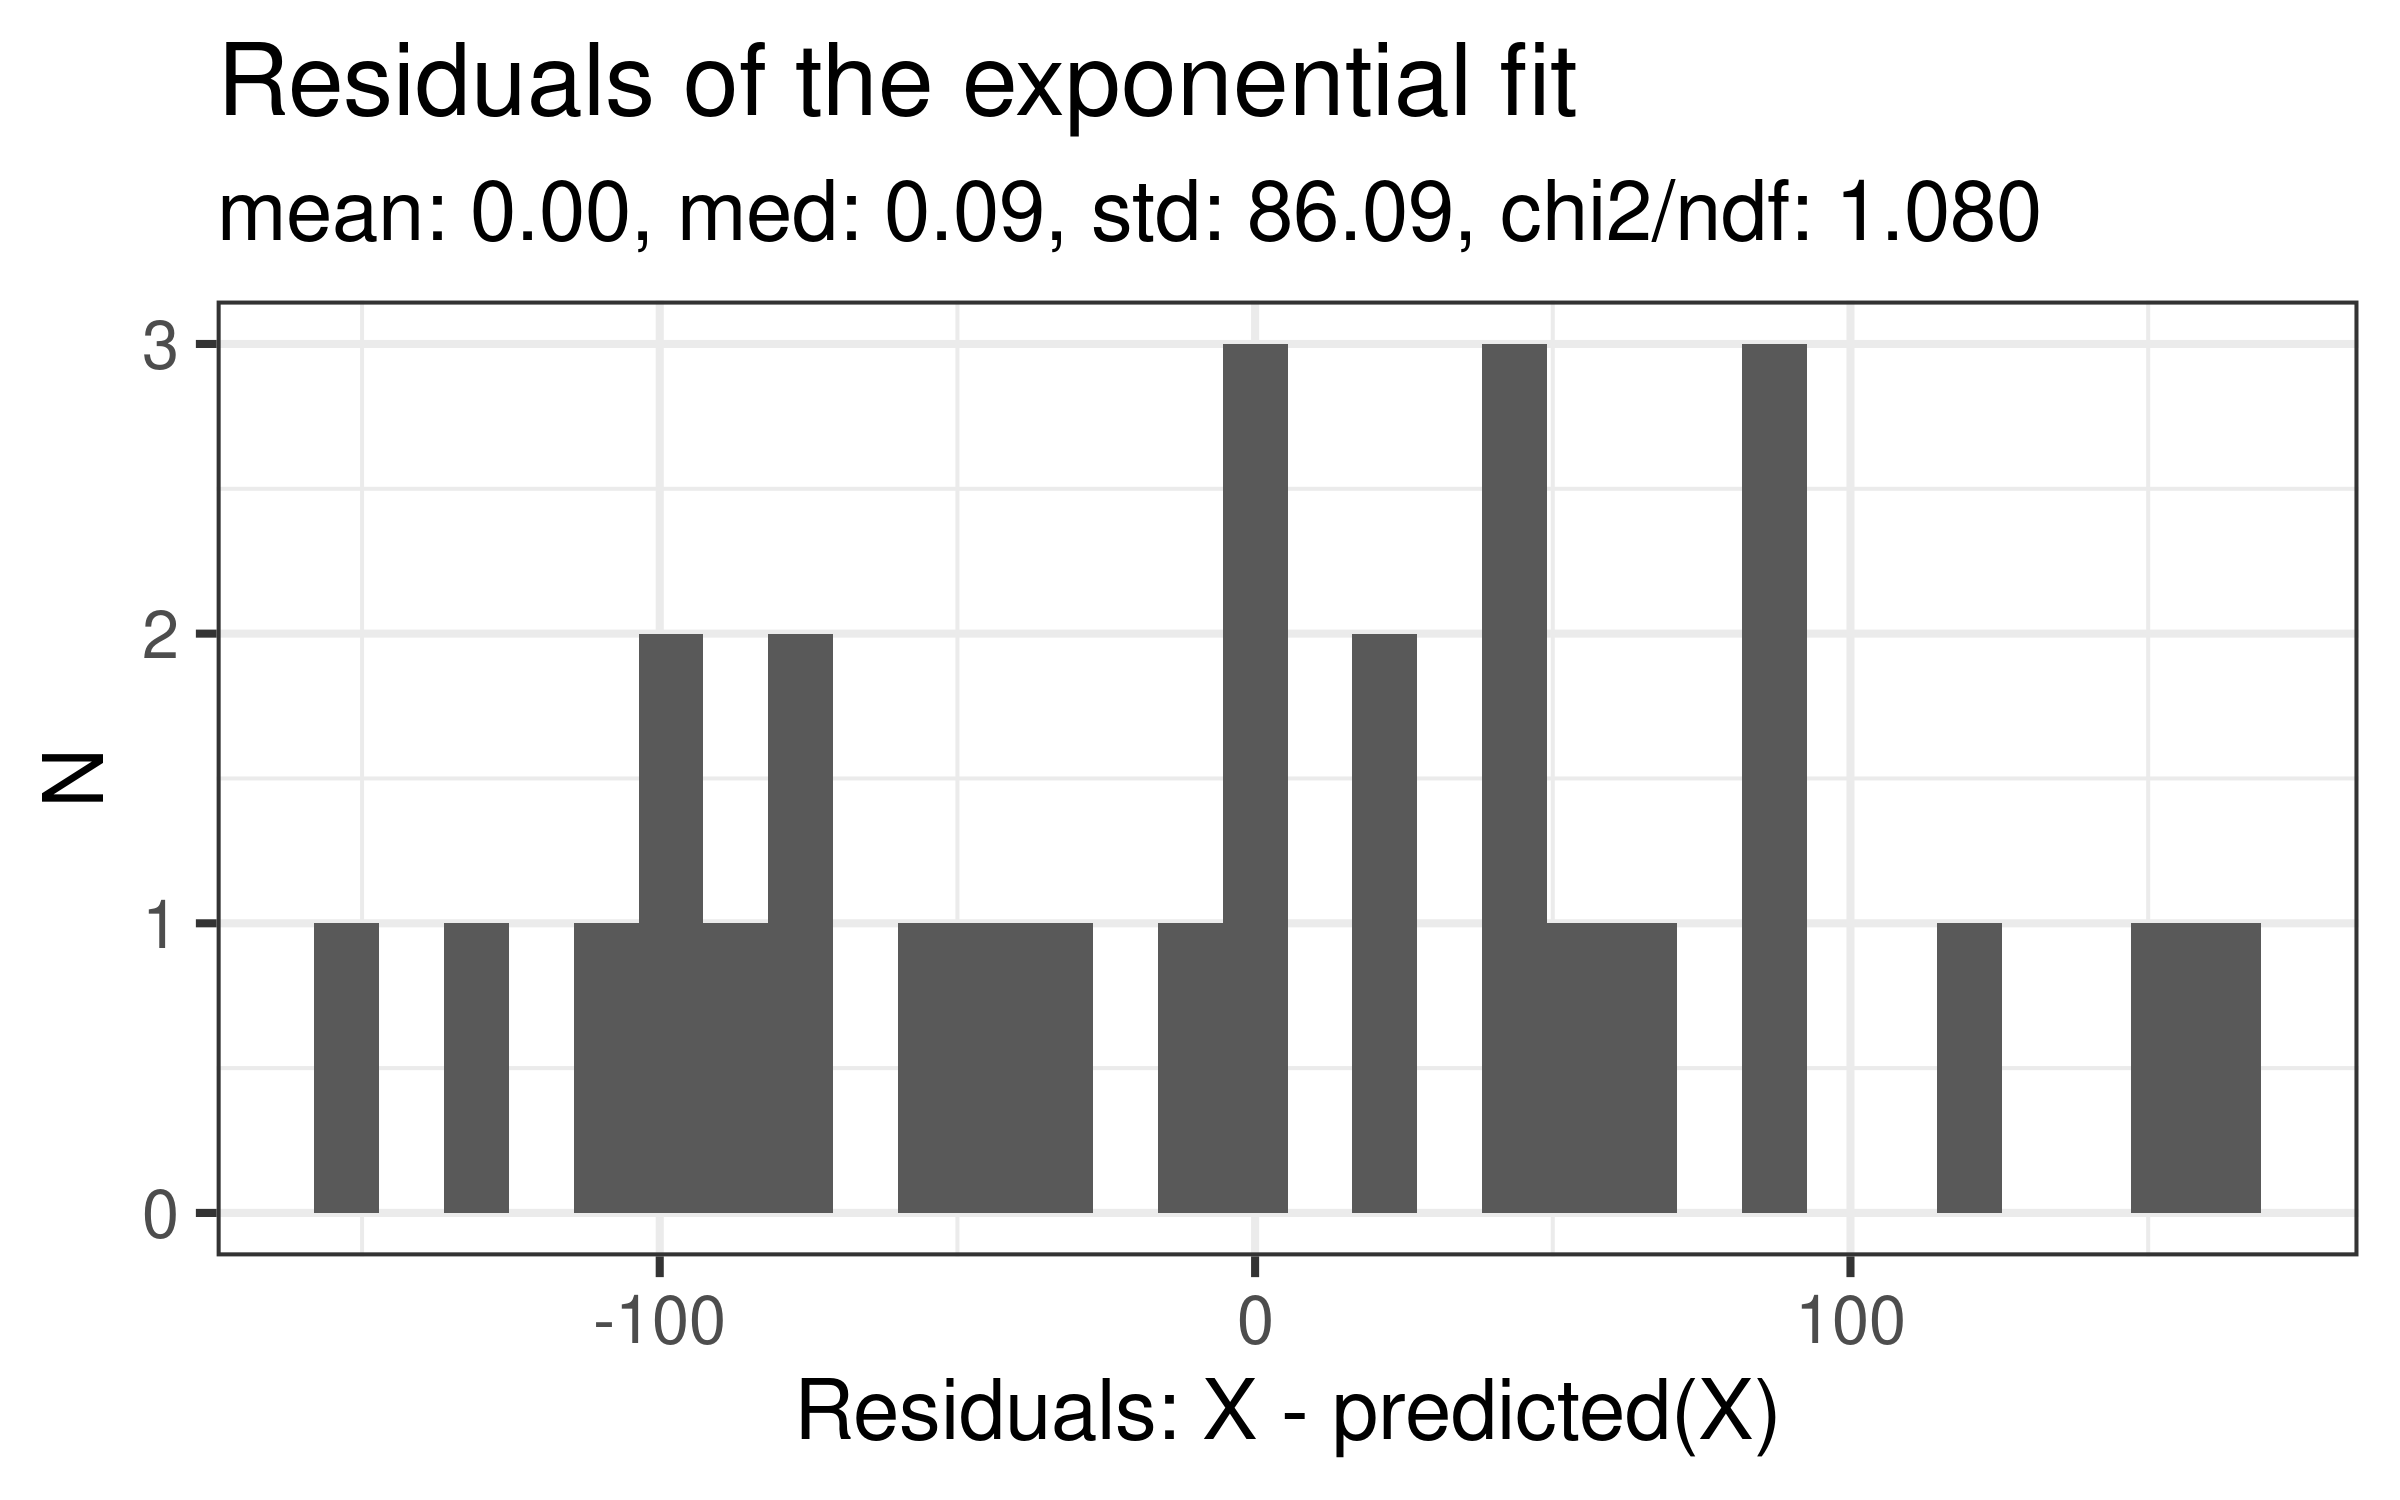 Residuals of the exponential fit
mean: 0.00, med: 0.09, std: 86.09, chi2/ndf: 1.080
3
2
1
0
N
-100 0 100
Residuals: X - predicted(X)